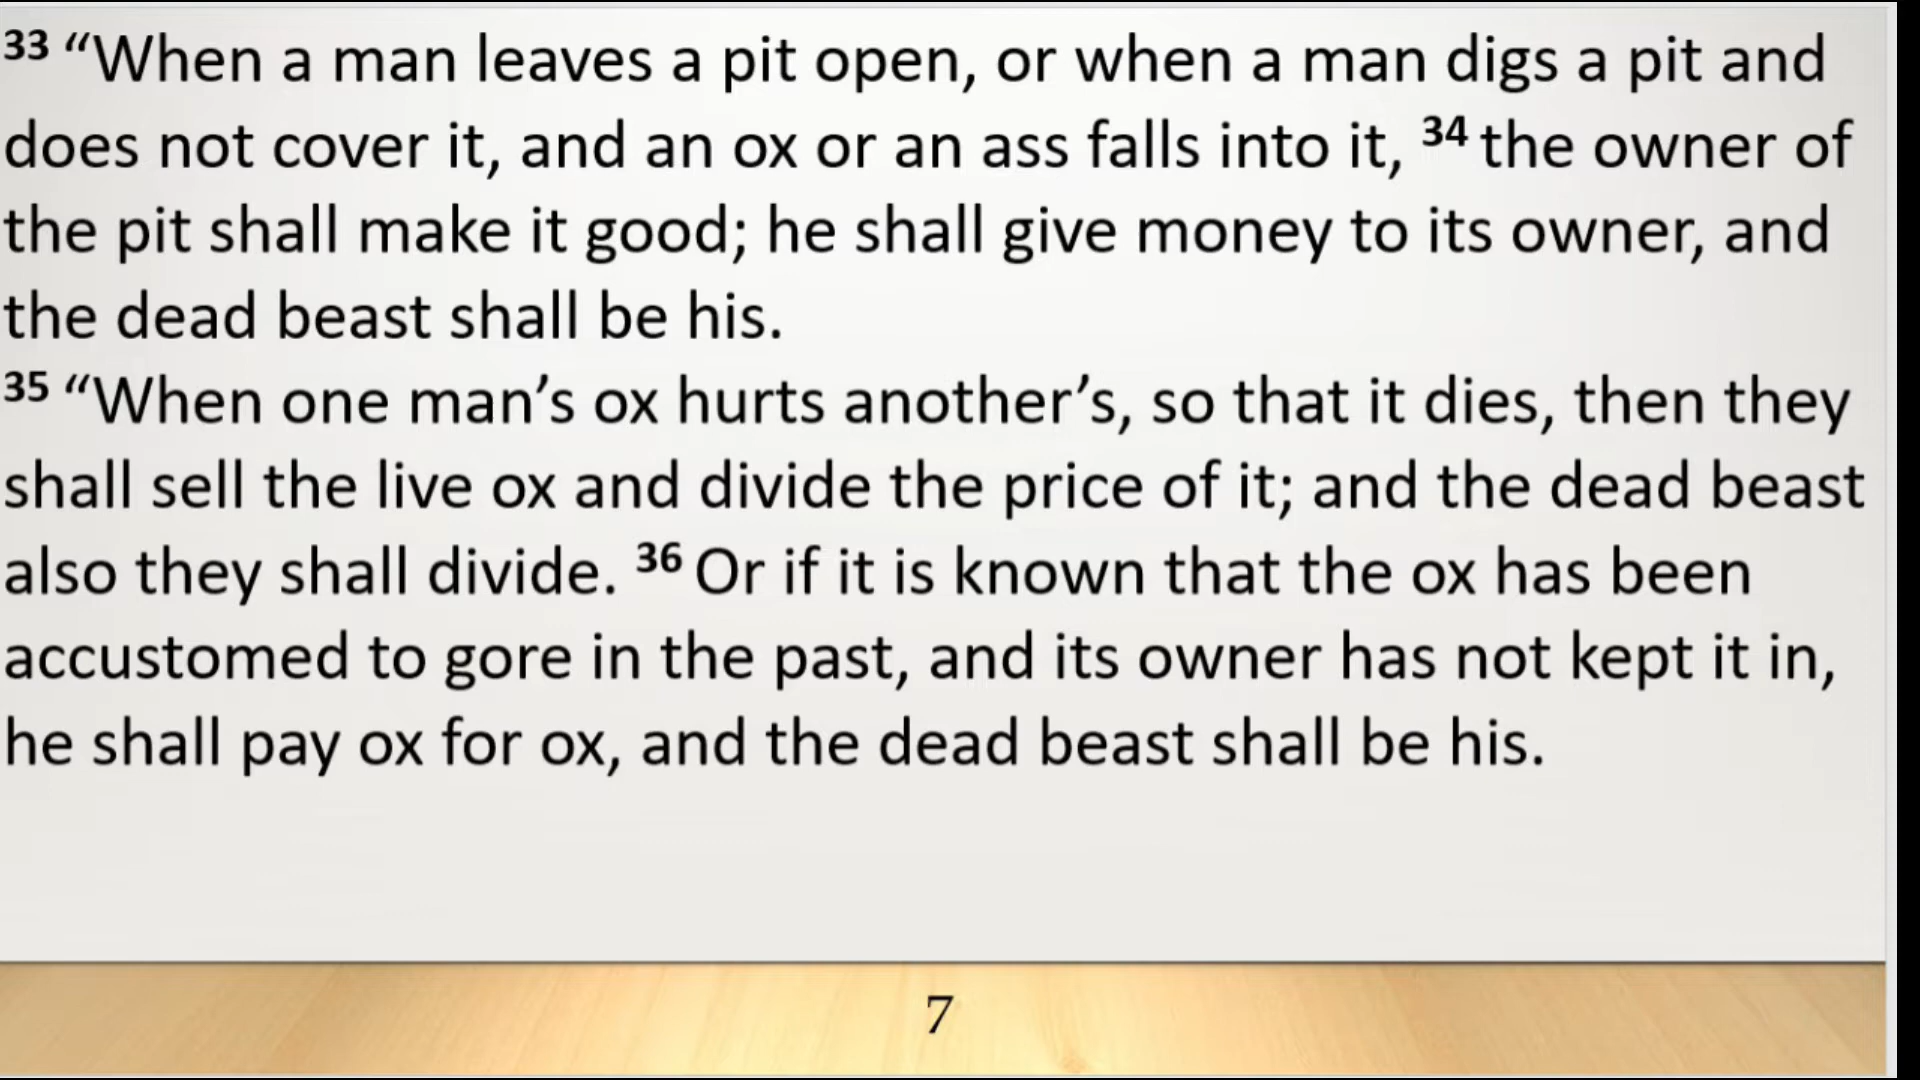 33 “When a man leaves a pit open, or when a man digs a pit and
does not cover it, and an ox or an ass falls into it, 34 the owner of
the pit shall make it good; he shall give money to its owner, and
the dead beast shall be his.
35 “When one man’s ox hurts another’s, so that it dies, then they
shall sell the live ox and divide the price of it; and the dead beast
also they shall divide. 36 Or if it is known that the ox has been
accustomed to gore in the past, and its owner has not kept it in,
he shall pay ox for ox, and the dead beast shall be his.
7